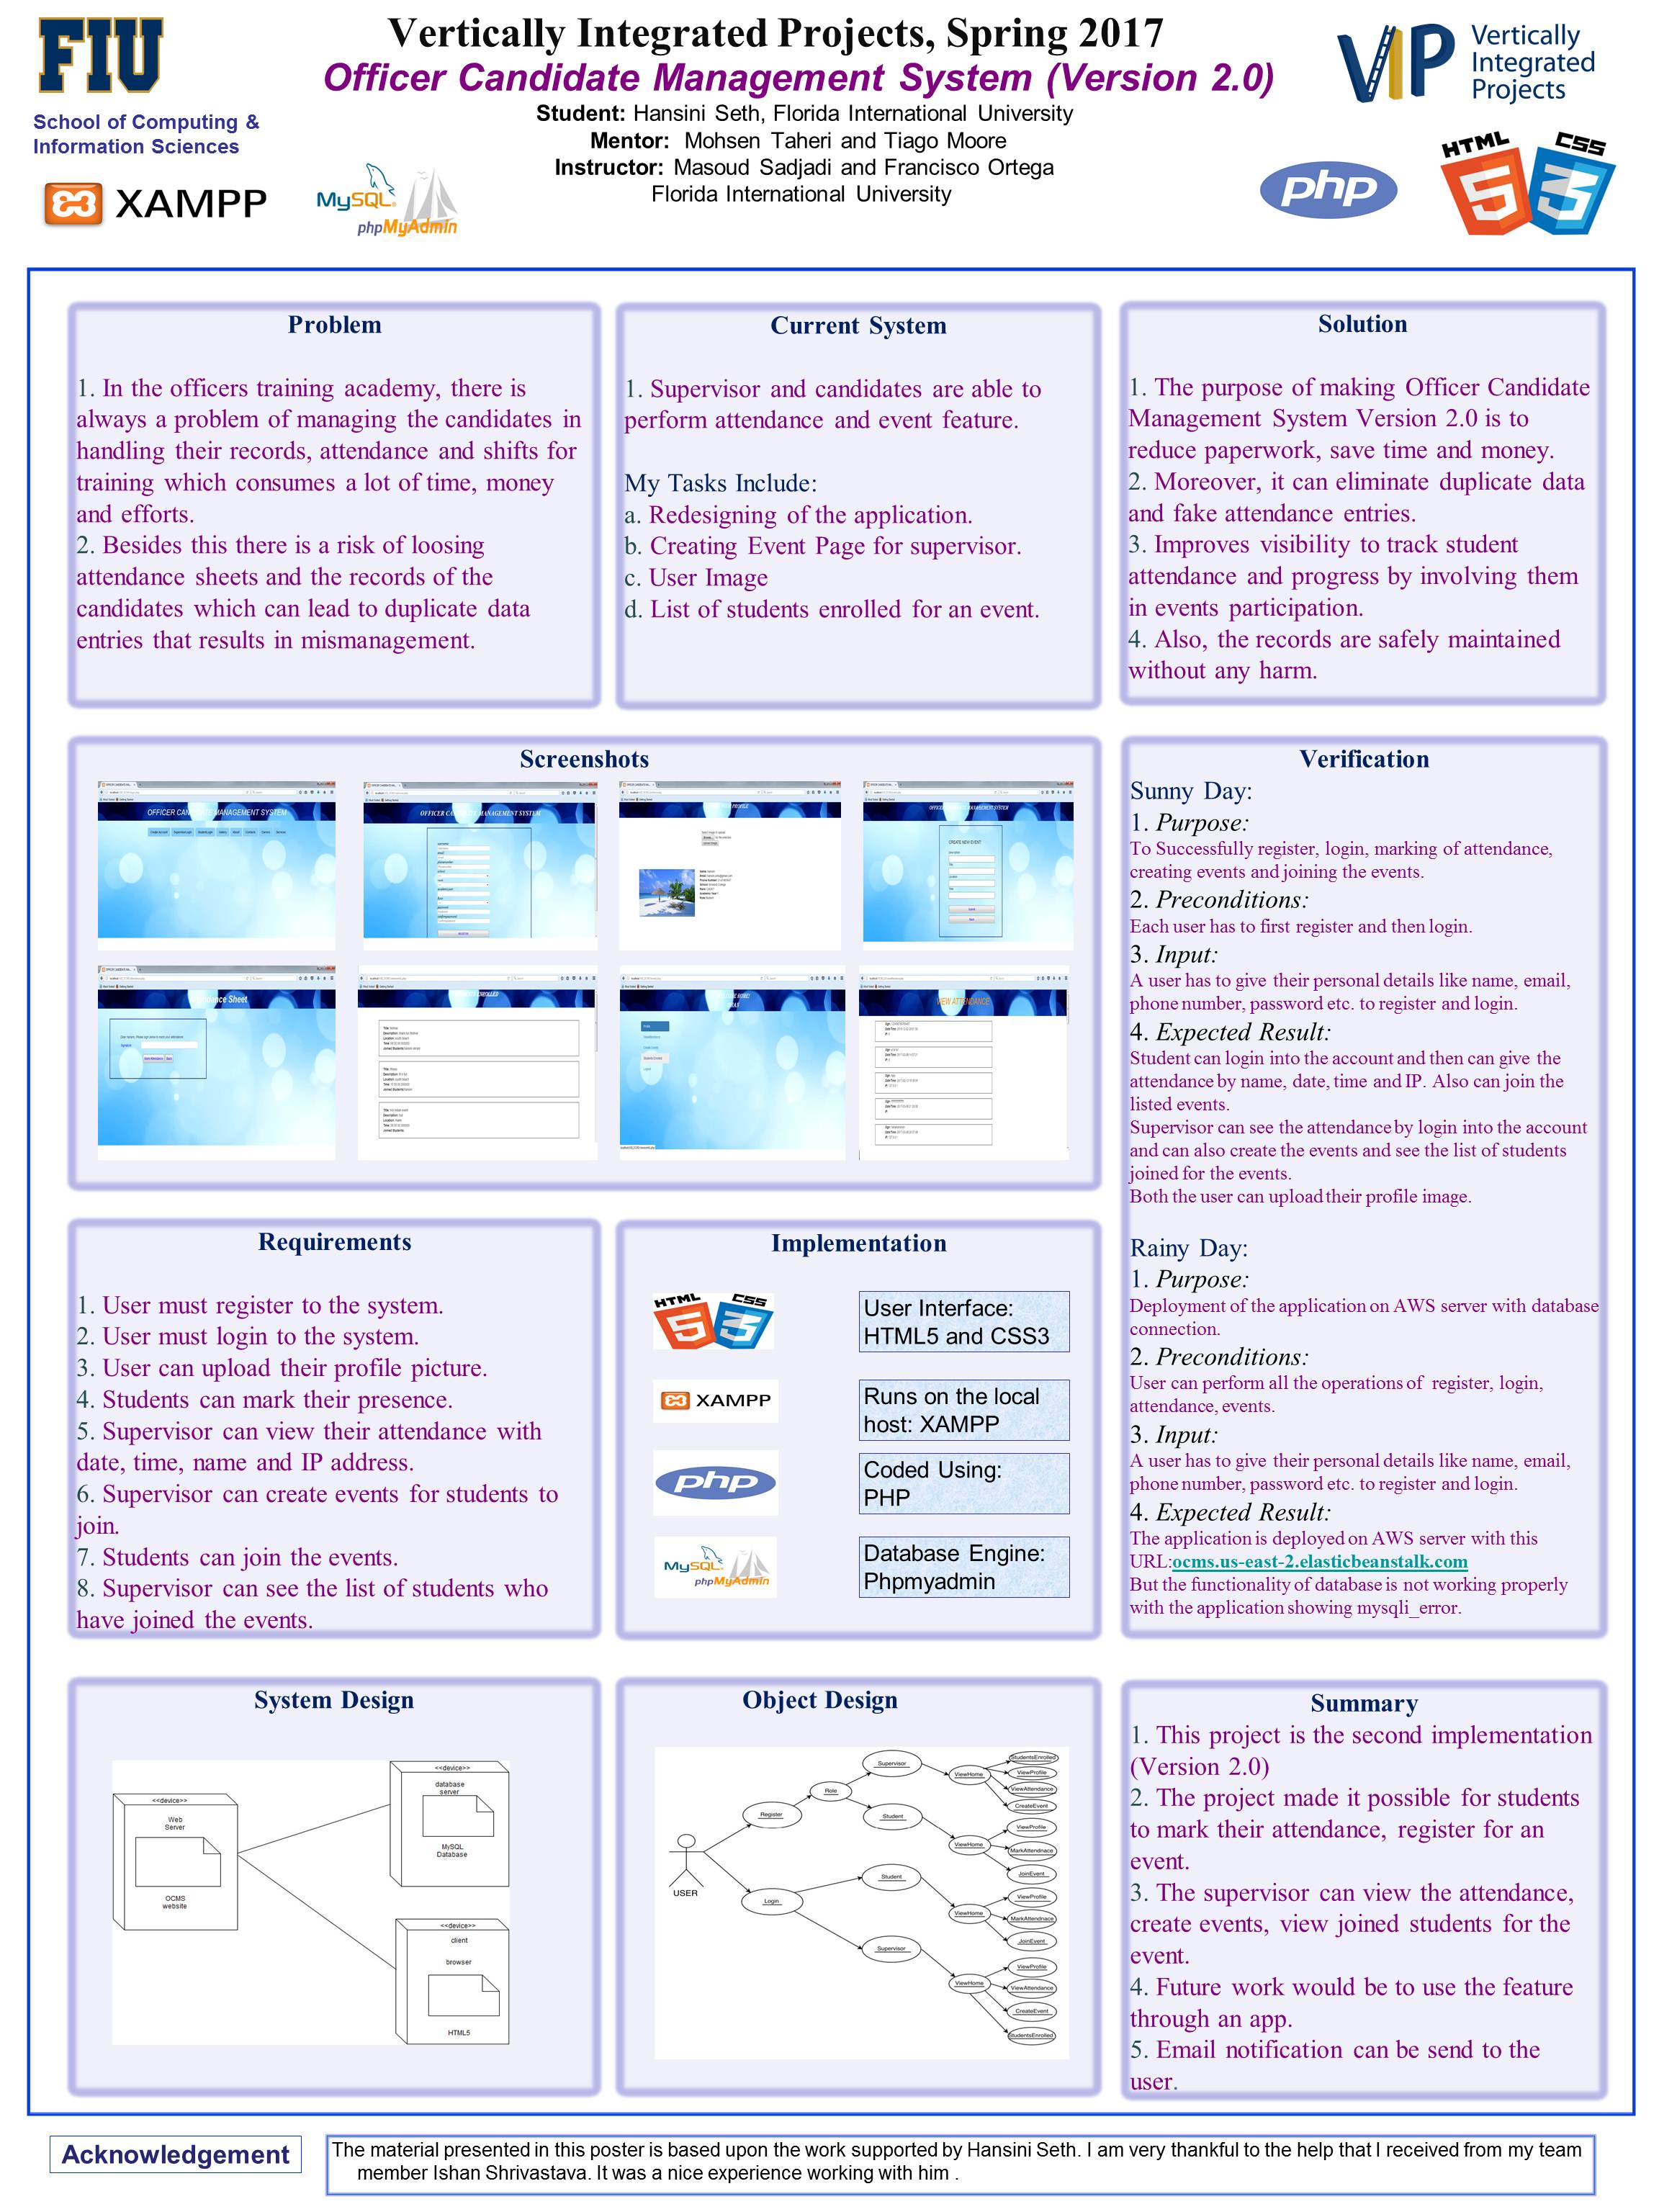 FIU
School of Computing &
Information Sciences
XAMPP
MySQL
phpMyAdmin
Vertically Integrated Projects, Spring 2017
Officer Candidate Management System (Version 2.0)
Student: Hansini Seth, Florida International University
Mentor: Mohsen Taheri and Tiago Moore
Instructor: Masoud Sadjadi and Francisco Ortega
Florida International University
VIP
Vertically
Integrated
Projects
php
HTML
5
CSS
3
Problem
1. In the officers training academy, there is
always a problem of managing the candidates in
handling their records, attendance and shifts for
training which consumes a lot of time, money
and efforts.
2. Besides this there is a risk of loosing
attendance sheets and the records of the
candidates which can lead to duplicate data
entries that results in mismanagement.
Current System
1. Supervisor and candidates are able to
perform attendance and event feature.
My Tasks Include:
a. Redesigning of the application.
b. Creating Event Page for supervisor.
c. User Image
d. List of students enrolled for an event.
Solution
1. The purpose of making Officer Candidate
Management System Version 2.0 is to
reduce paperwork, save time and money.
2. Moreover, it can eliminate duplicate data
and fake attendance entries.
3. Improves visibility to track student
attendance and progress by involving them
in events participation.
4. Also, the records are safely maintained
without any harm.
Screenshots
CREATE NEW EVENT
VIEW ATTENDANCE
Verification
Sunny Day:
1. Purpose:
To Successfully register, login, marking of attendance,
creating events and joining the events.
2. Preconditions:
Each user has to first register and then login.
3. Input:
A user has to give their personal details like name, email,
phone number, password etc. to register and login.
4. Expected Result:
Student can login into the account and then can give the
attendance by name, date, time and IP. Also can join the
listed events.
Supervisor can see the attendance by login into the account
and can also create the events and see the list of students
joined for the events.
Both the user can upload their profile image.
Rainy Day:
1. Purpose:
Deployment of the application on AWS server with database
connection.
2. Preconditions:
User can perform all the operations of register, login,
attendance, events.
3. Input:
A user has to give their personal details like name, email,
phone number, password etc. to register and login.
4. Expected Result:
The application is deployed on AWS server with this
URL:ocms.us-east-2.elasticbeanstalk.com
But the functionality of database is not working properly
with the application showing mysqli_error.
Requirements
1. User must register to the system.
2. User must login to the system.
3. User can upload their profile picture.
4. Students can mark their presence.
5. Supervisor can view their attendance with
date, time, name and IP address.
6. Supervisor can create events for students to
join.
7. Students can join the events.
8. Supervisor can see the list of students who
have joined the events.
Implementation
HTML
5
CSS
3
User Interface:
HTML5 and CSS3
XAMPP
Runs on the local
host: XAMPP
php
Coded Using:
PHP
MySQL
phpMyAdmin
Database Engine:
Phpmyadmin
System Design
<<device>>
Web
Server
OCMS
website
<<device>>
database
server
MySQL
Database
<<device>>
client
browser
HTML5
Object Design
USER
Register
Login
Role
Supervisor
Student
Student
Supervisor
ViewHome
StudentsEnrolled
ViewProfile
ViewAttendance
CreateEvent
ViewHome
ViewProfile
MarkAttendnace
JoinEvent
ViewHome
ViewProfile
MarkAttendnace
JoinEvent
ViewHome
ViewProfile
ViewAttendance
CreateEvent
StudentsEnrolled
Summary
1. This project is the second implementation
(Version 2.0)
2. The project made it possible for students
to mark their attendance, register for an
event.
3. The supervisor can view the attendance,
create events, view joined students for the
event.
4. Future work would be to use the feature
through an app.
5. Email notification can be send to the
user.
Acknowledgement
The material presented in this poster is based upon the work supported by Hansini Seth. I am very thankful to the help that I received from my team
member Ishan Shrivastava. It was a nice experience working with him .